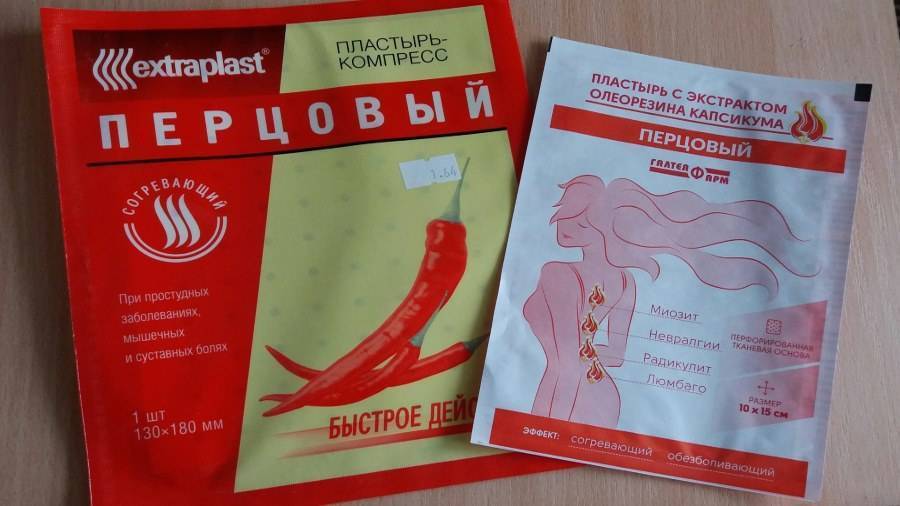 extraplast®
ПЛАСТЫРЬ-
КОМПРЕСС
ПЕРЦОВЫЙ
СОГРЕВАЮЩИЙ
1.64
При простудных
заболеваниях,
мышечных
и суставных болях
1 шт
130×180 мм
БЫСТРОЕ ДЕЙС
ПЛАСТЫРЬ С ЭКСТРАКТОМ
ОЛЕОРЕЗИНА КАПСИКУМА
ПЕРЦОВЫЙ
ГАЛТЕЯ ФАРМ
Миозит
Невралгии
Радикулит
Люмбаго
ПЕРФОРИРОВАННАЯ
ТКАНЕВАЯ ОСНОВА
РАЗМЕР
10 x 15 см
ЭФФЕКТ: согревающий обезболивающий